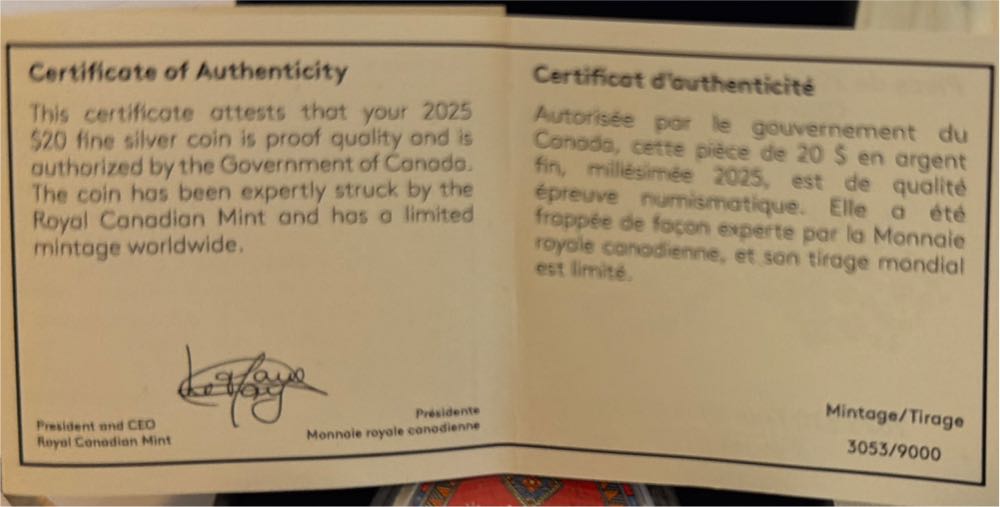 Certificate of Authenticity
This certificate attests that your 2025
$20 fine silver coin is proof quality and is
authorized by the Government of Canada.
The coin has been expertly struck by the
Royal Canadian Mint and has a limited
mintage worldwide.
President and CEO
Royal Canadian Mint
Présidente
Monnaie royale canadienne
Certificat d'authenticité
Autorisée par le gouvernement du
Canada, cette pièce de 20 $ en argent
fin, millésimée 2025, est de qualité
épreuve numismatique. Elle a été
frappée de façon experte par la Monnaie
royale canadienne, et son tirage mondial
est limité.
Mintage/Tirage
3053/9000